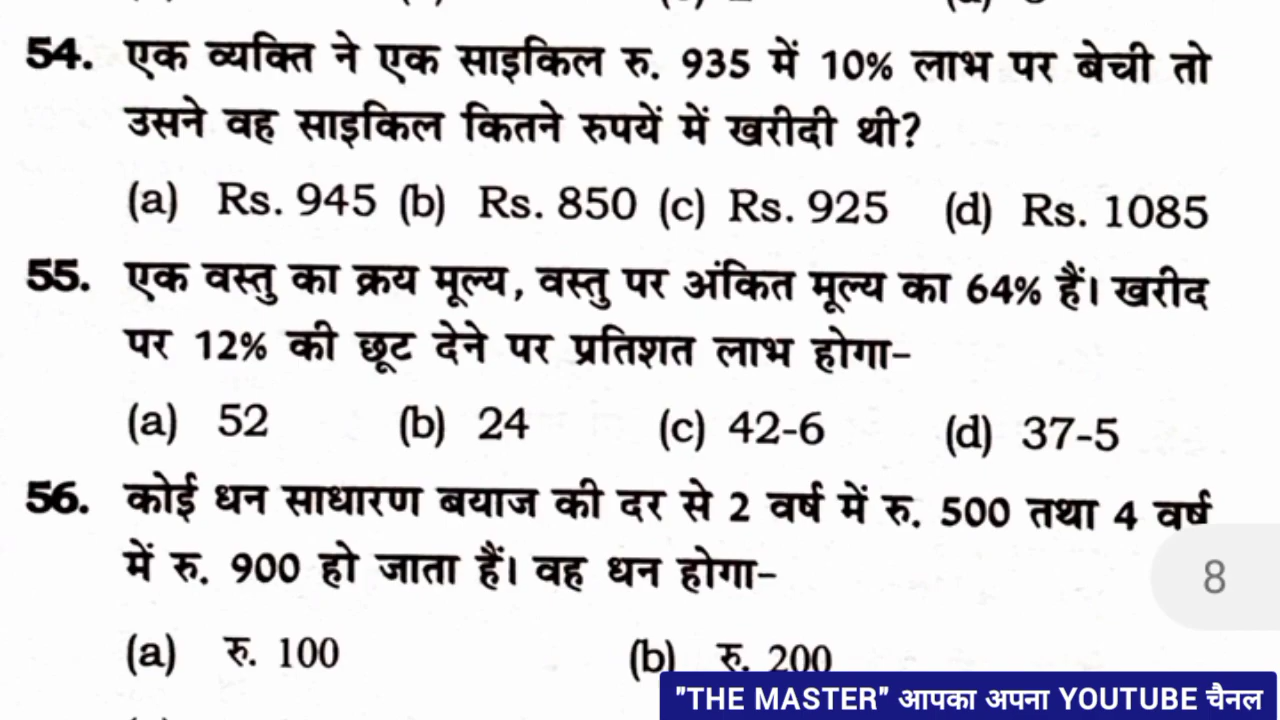 54. एक व्यक्ति ने एक साइकिल रु. 935 में 10% लाभ पर बेची तो
उसने वह साइकिल कितने रुपयें में खरीदी थी?
(a) Rs. 945 (b) Rs. 850 (c) Rs. 925 (d) Rs. 1085
55. एक वस्तु का क्रय मूल्य, वस्तु पर अंकित मूल्य का 64% हैं। खरीद
पर 12% की छूट देने पर प्रतिशत लाभ होगा-
(a) 52 (b) 24 (c) 42-6 (d) 37-5
56. कोई धन साधारण बयाज की दर से 2 वर्ष में रु. 500 तथा 4 वर्ष
में रु. 900 हो जाता हैं। वह धन होगा-
8
(a) रु. 100 (b) रु. 200
"THE MASTER" आपका अपना YOUTUBE चैनल